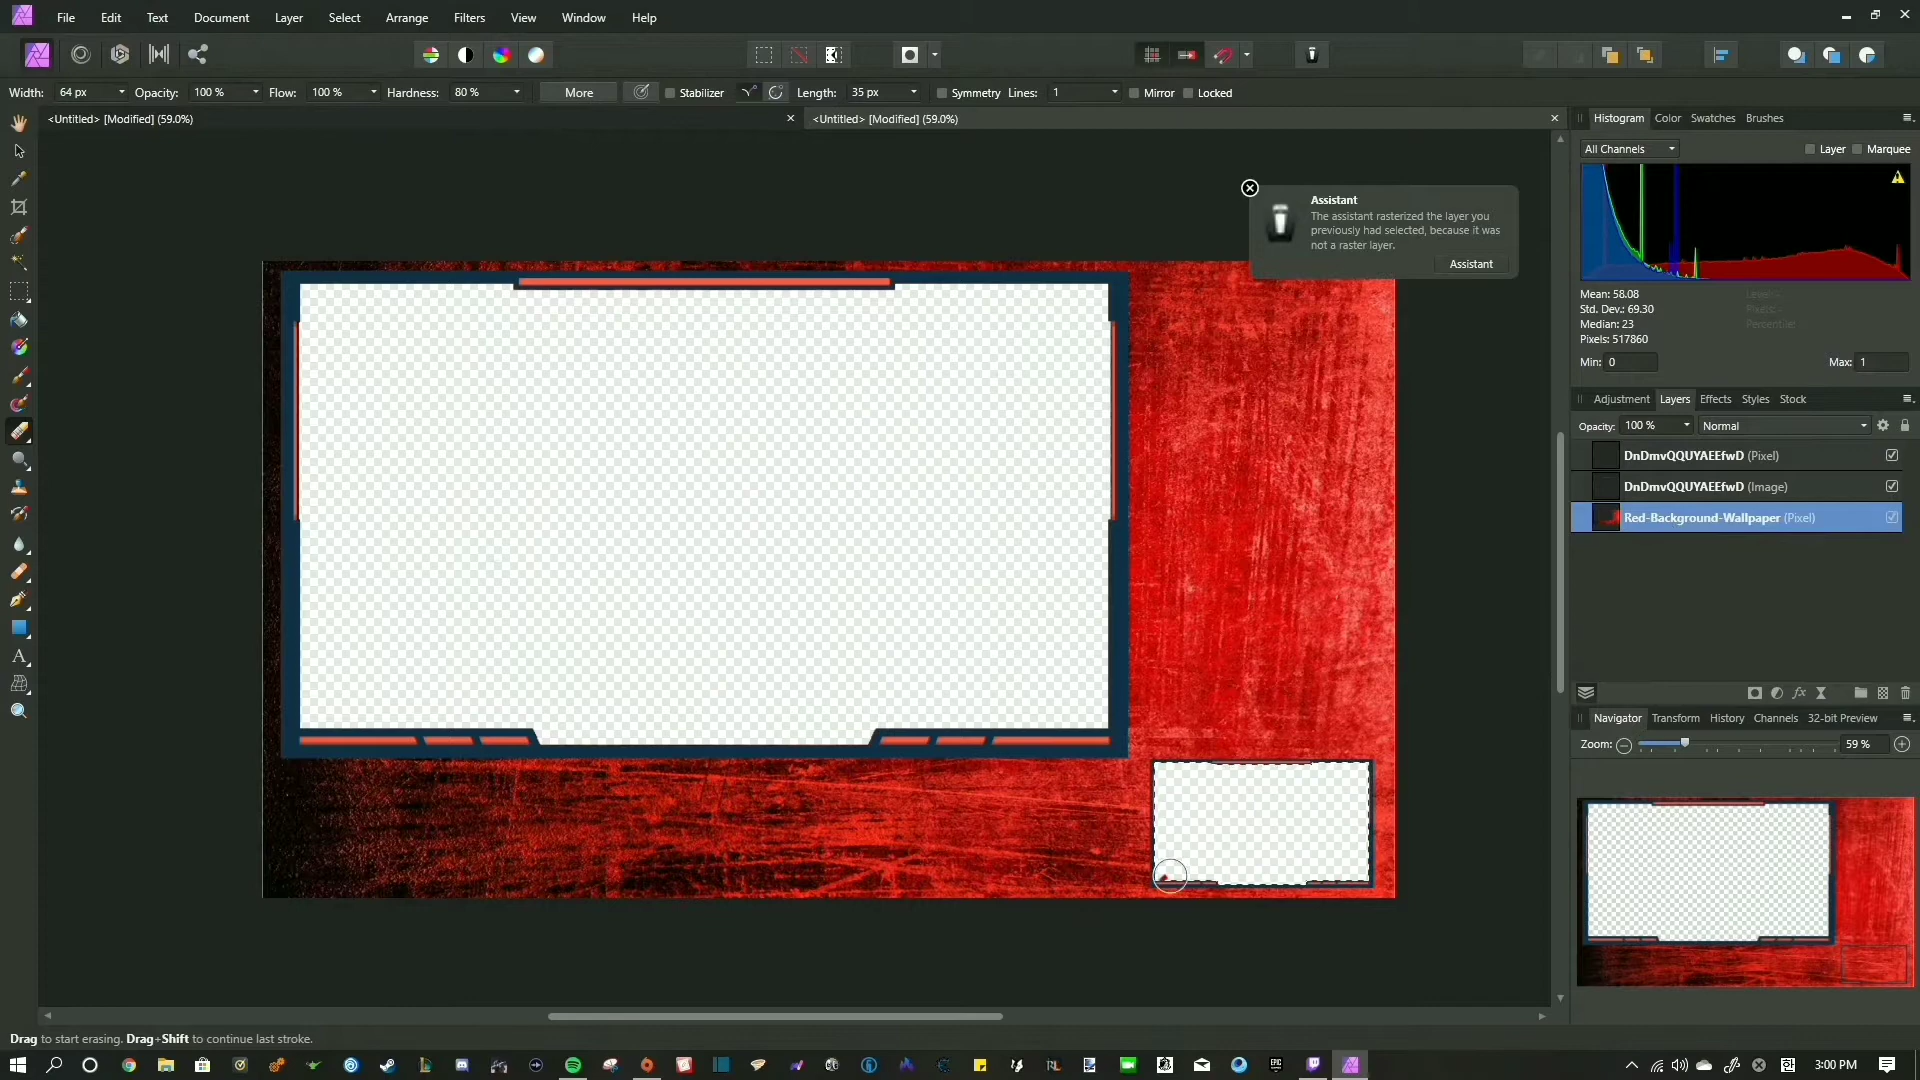 File Edit Text Document Layer Select Arrange Filters View Window Help
Width: 64 px Opacity: 100 % Flow: 100 % Hardness: 80 % More Stabilizer Length: 35 px Symmetry Lines: 1 Mirror Locked
<Untitled> [Modified] (59.0%)
<Untitled> [Modified] (59.0%)
Histogram Color Swatches Brushes
All Channels Layer Marquee
Assistant
The assistant rasterized the layer you
previously had selected, because it was
not a raster layer.
Assistant
Mean: 58.08
Std. Dev.: 69.30
Median: 23
Pixels: 517860
Level: -
Pixels: -
Percentile:
Min: 0 Max: 1
Adjustment Layers Effects Styles Stock
Opacity: 100 % Normal
DnDmvQQUYAEEfwD (Pixel)
DnDmvQQUYAEEfwD (Image)
Red-Background-Wallpaper (Pixel)
Navigator Transform History Channels 32-bit Preview
Zoom: 59 %
Drag to start erasing. Drag+Shift to continue last stroke.
3:00 PM